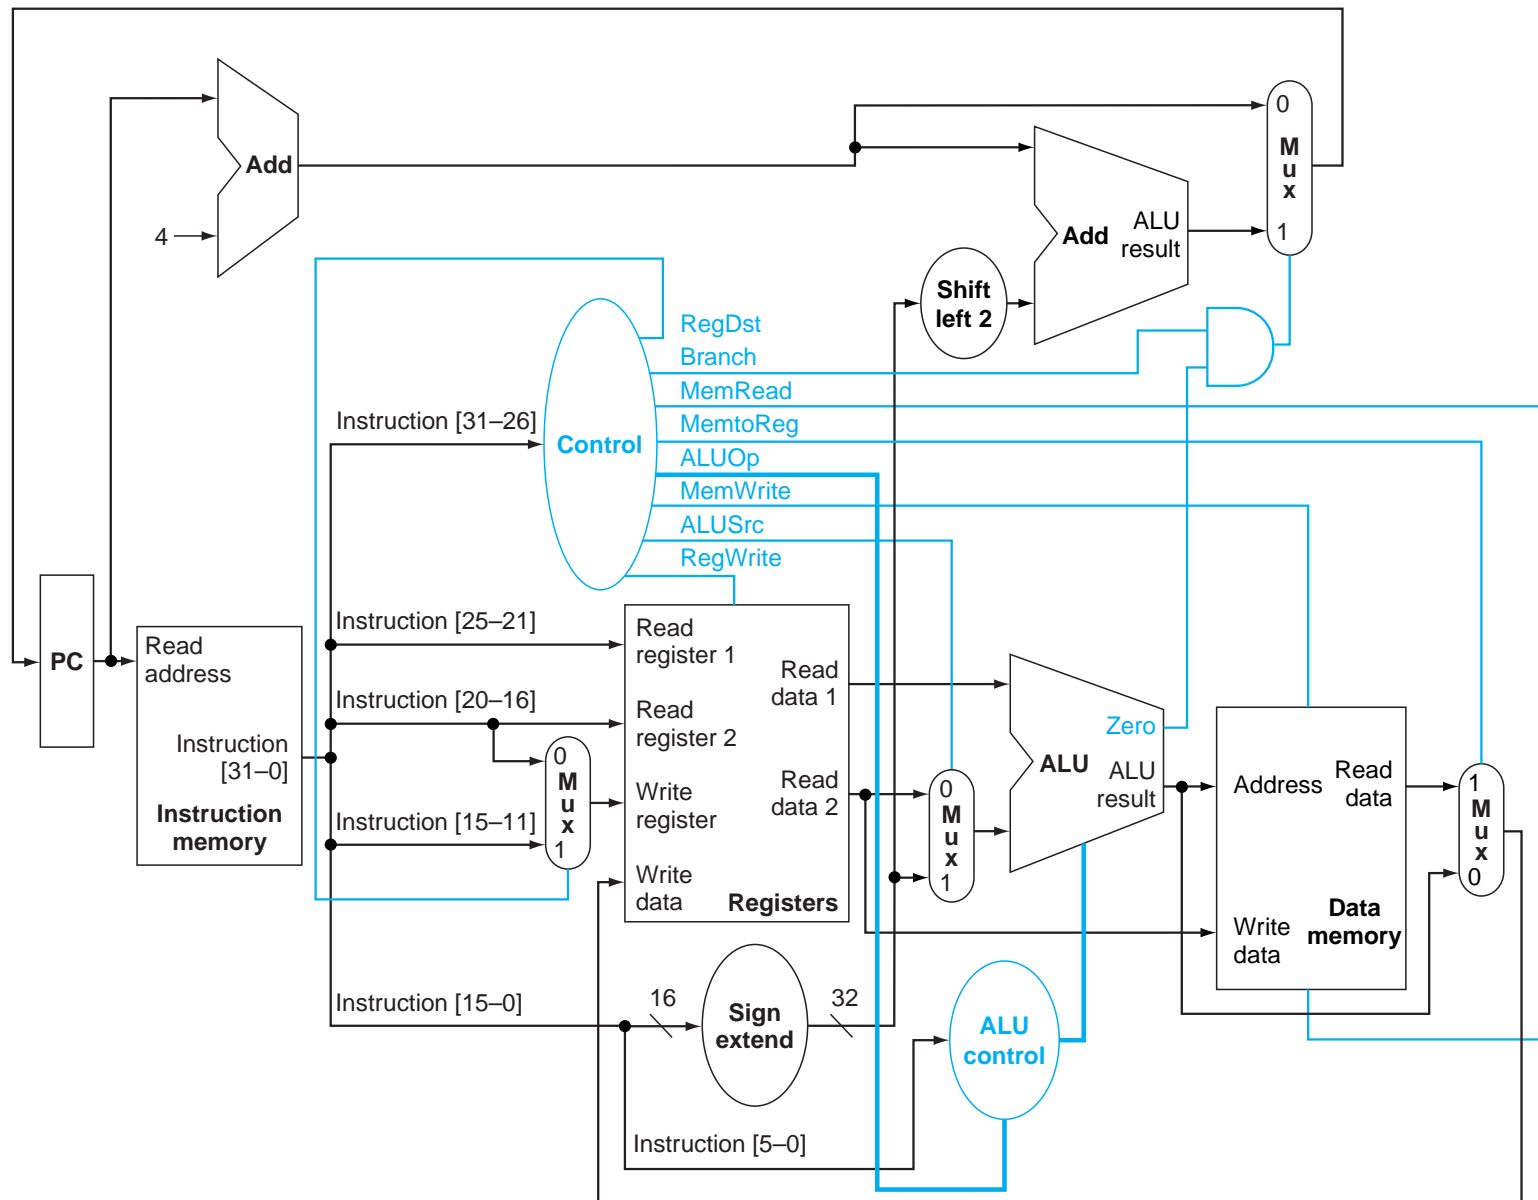 0
M
u
x
1
Add
4
Add
ALU
result
Shift
left 2
RegDst
Branch
MemRead
MemtoReg
ALUOp
MemWrite
ALUSrc
RegWrite
Control
Instruction [31–26]
Instruction [25–21]
Instruction [20–16]
Instruction [15–11]
Instruction [15–0]
Instruction [5–0]
PC
Read
address
Instruction
[31–0]
Instruction
memory
0
M
u
x
1
Read
register 1
Read
register 2
Write
register
Write
data
Read
data 1
Read
data 2
Registers
0
M
u
x
1
Zero
ALU
ALU
result
Address
Read
data
Write
data
Data
memory
1
M
u
x
0
16
Sign
extend
32
ALU
control